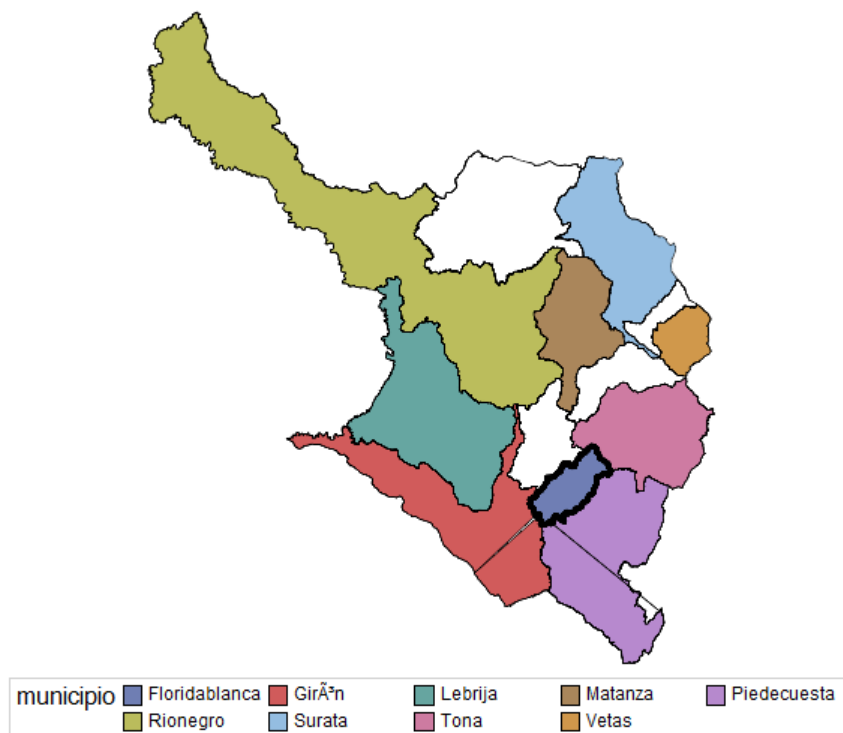 municipio Floridablanca GirÃ³n Lebrija Matanza Piedecuesta
Rionegro Surata Tona Vetas